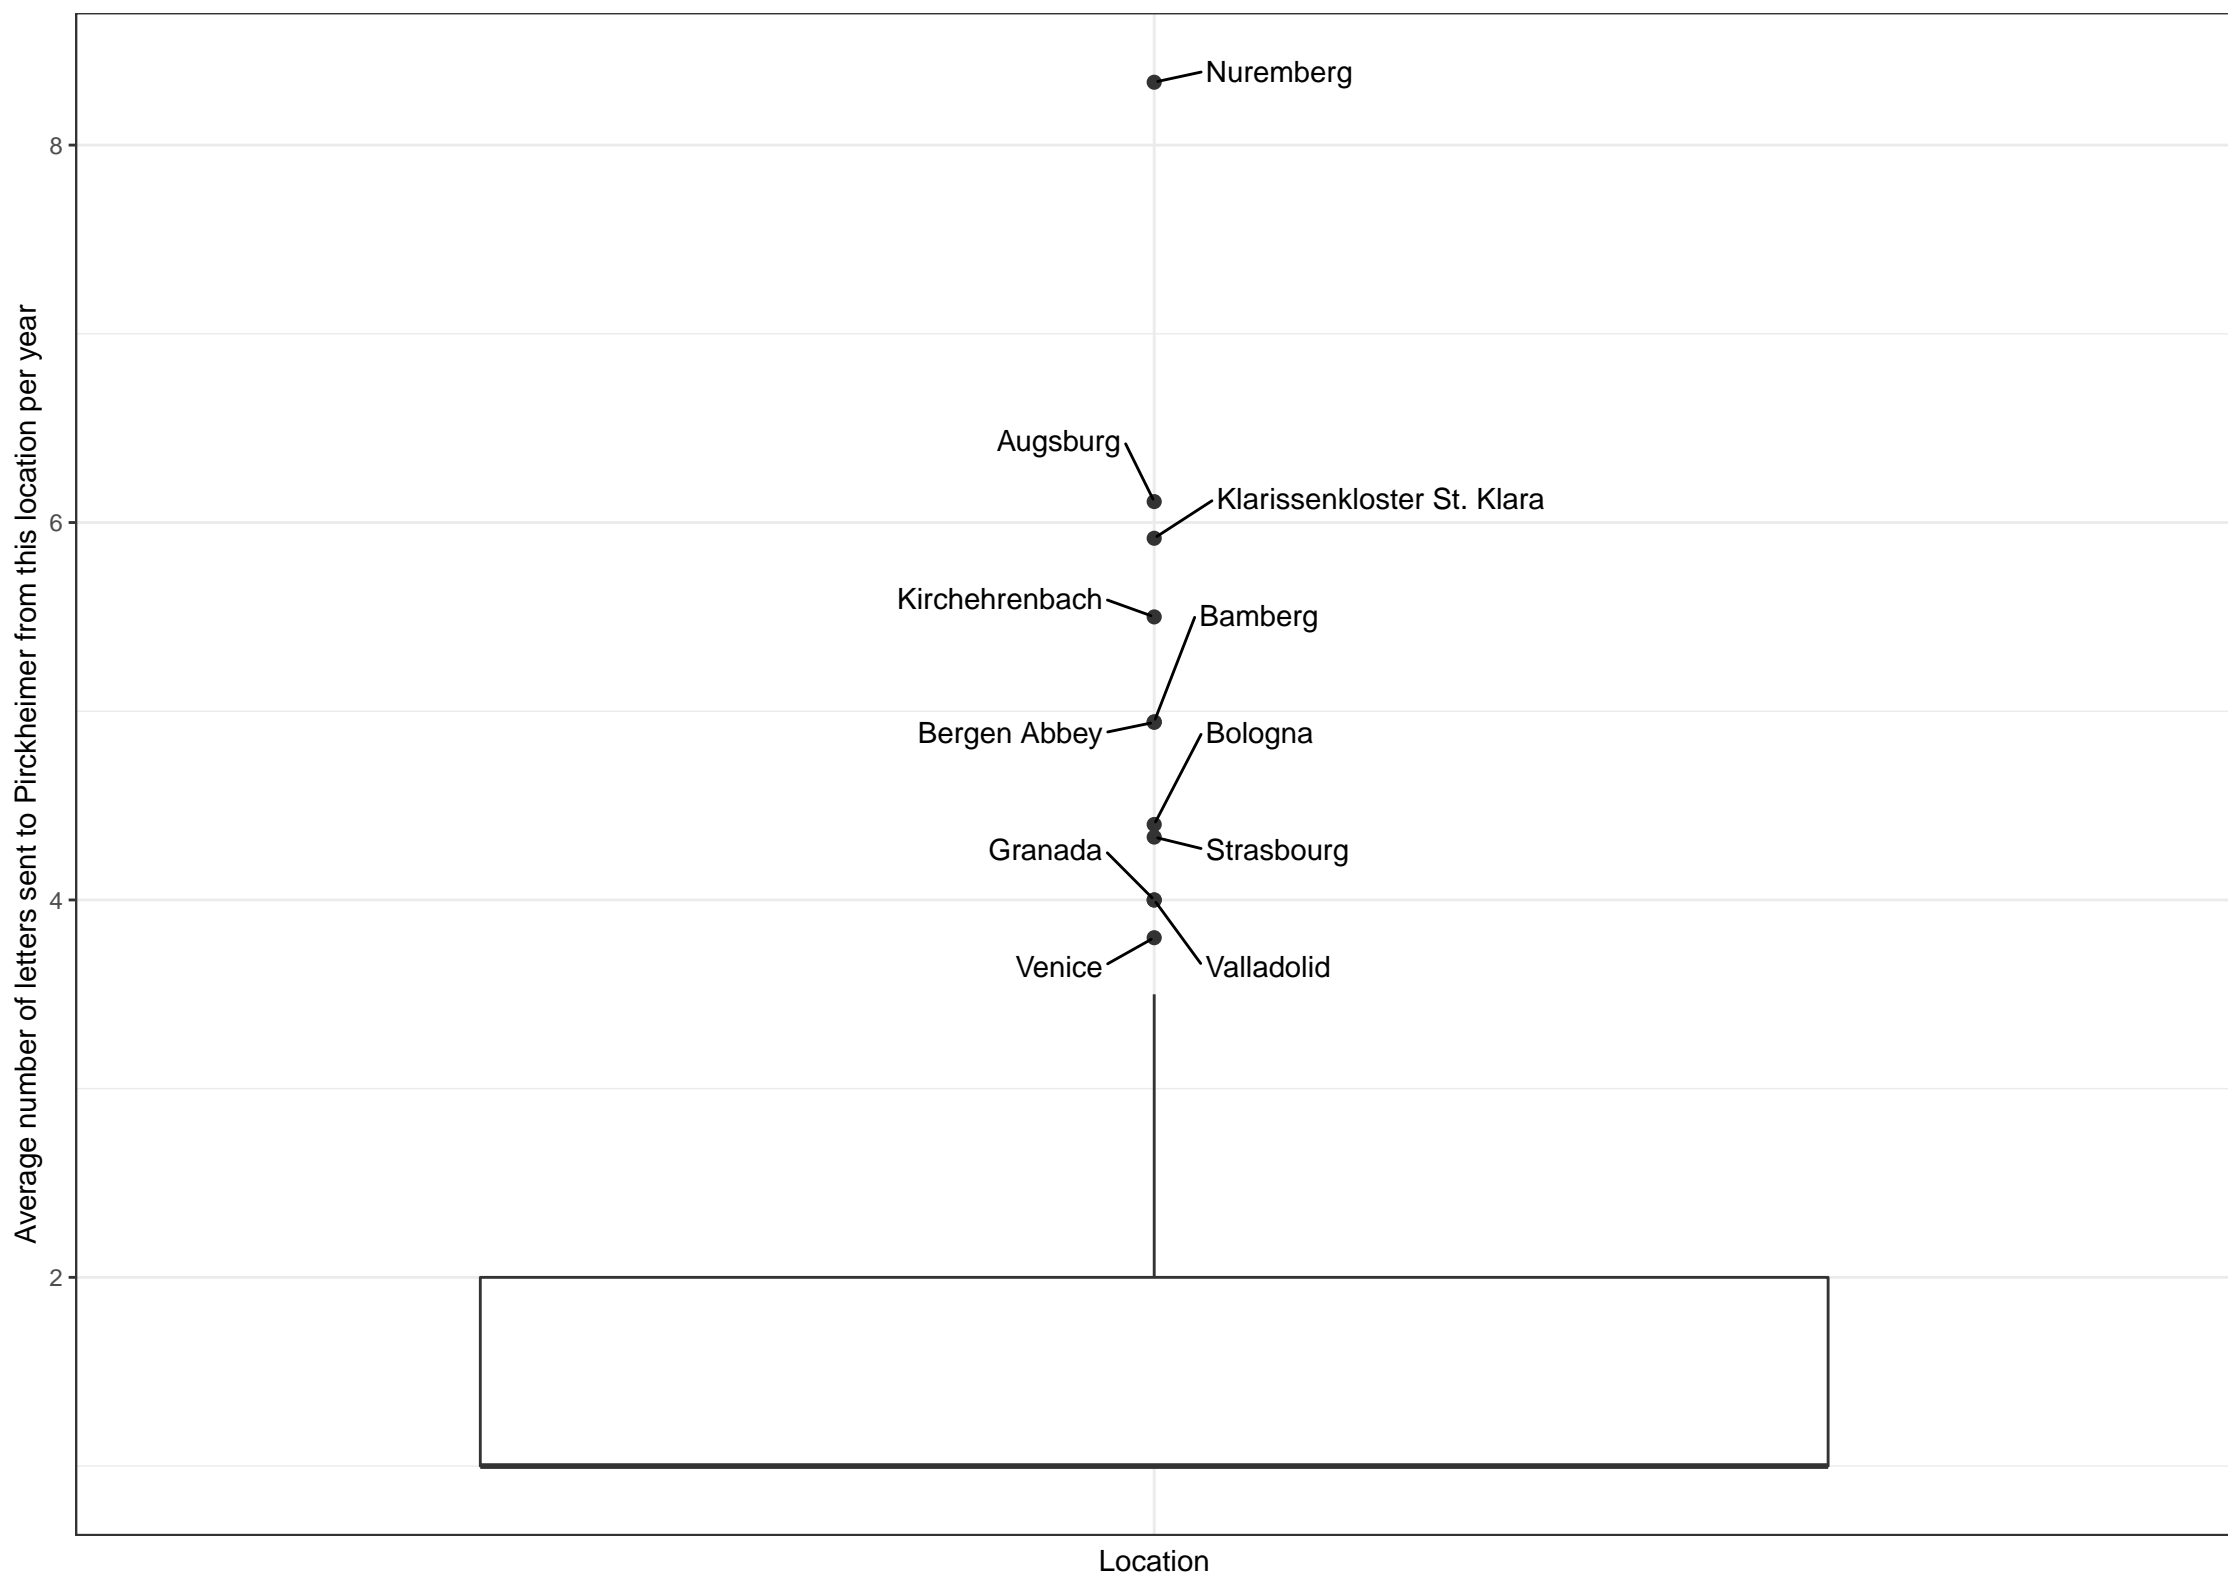 Average number of letters sent to Pirckheimer from this location per year
8
6
4
2
Nuremberg
Augsburg
Klarissenkloster St. Klara
Kirchehrenbach
Bamberg
Bergen Abbey
Bologna
Granada
Strasbourg
Venice
Valladolid
Location